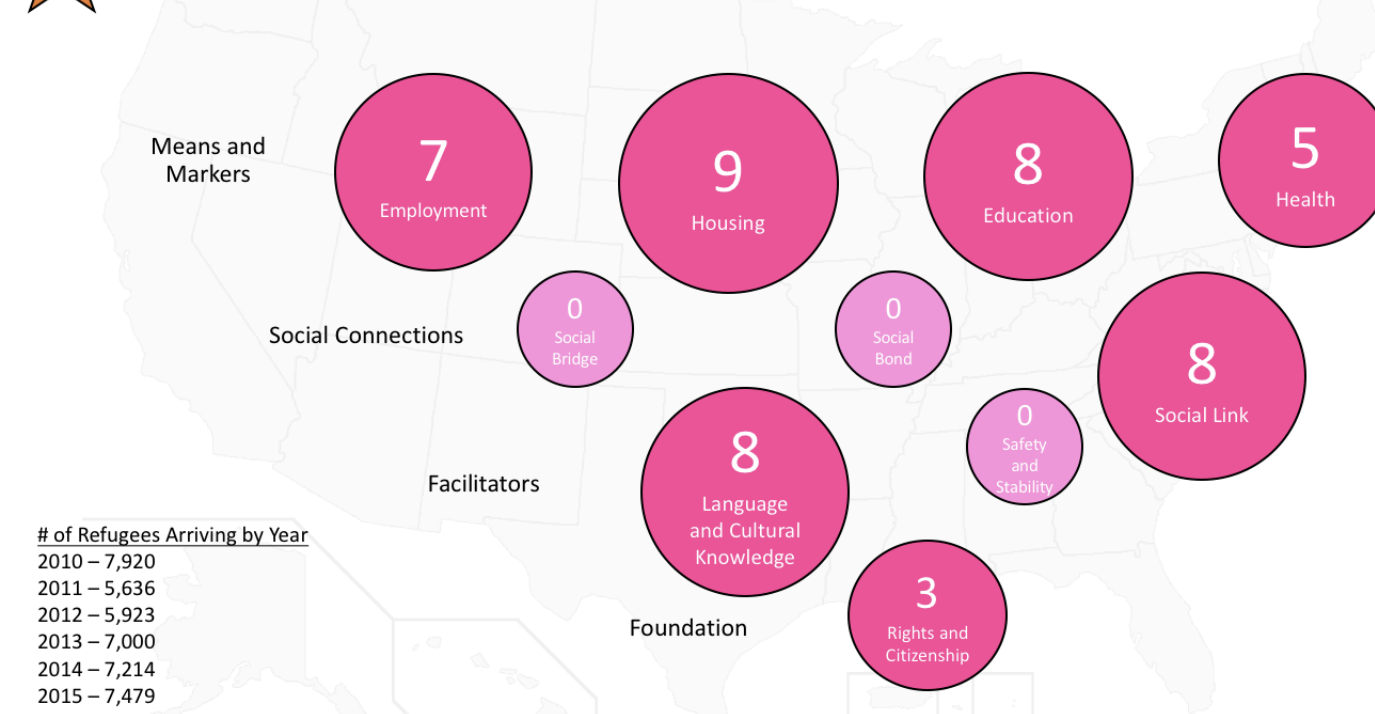 Means and
Markers
7
Employment
9
Housing
8
Education
5
Health
Social Connections
0
Social
Bridge
0
Social
Bond
8
Social Link
Facilitators
8
Language
and Cultural
Knowledge
0
Safety
and
Stability
Foundation
3
Rights and
Citizenship
# of Refugees Arriving by Year
2010 – 7,920
2011 – 5,636
2012 – 5,923
2013 – 7,000
2014 – 7,214
2015 – 7,479